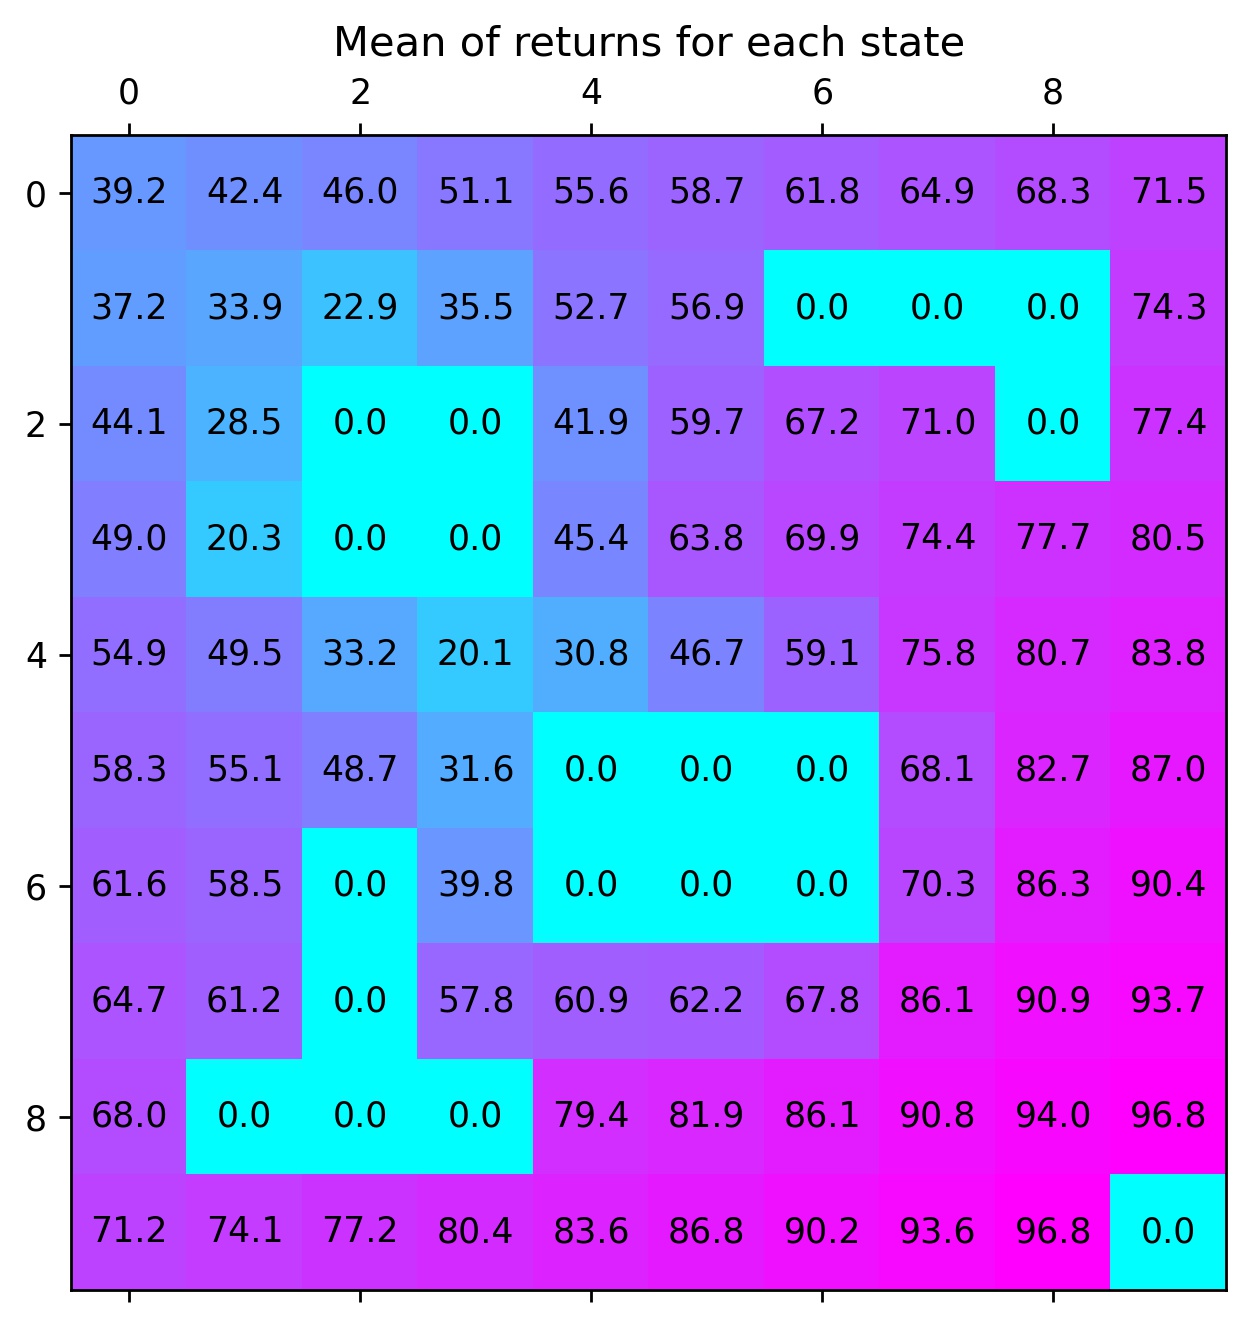 Mean of returns for each state
0 2 4 6 8
0 39.2 42.4 46.0 51.1 55.6 58.7 61.8 64.9 68.3 71.5
37.2 33.9 22.9 35.5 52.7 56.9 0.0 0.0 0.0 74.3
2 44.1 28.5 0.0 0.0 41.9 59.7 67.2 71.0 0.0 77.4
49.0 20.3 0.0 0.0 45.4 63.8 69.9 74.4 77.7 80.5
4 54.9 49.5 33.2 20.1 30.8 46.7 59.1 75.8 80.7 83.8
58.3 55.1 48.7 31.6 0.0 0.0 0.0 68.1 82.7 87.0
6 61.6 58.5 0.0 39.8 0.0 0.0 0.0 70.3 86.3 90.4
64.7 61.2 0.0 57.8 60.9 62.2 67.8 86.1 90.9 93.7
8 68.0 0.0 0.0 0.0 79.4 81.9 86.1 90.8 94.0 96.8
71.2 74.1 77.2 80.4 83.6 86.8 90.2 93.6 96.8 0.0